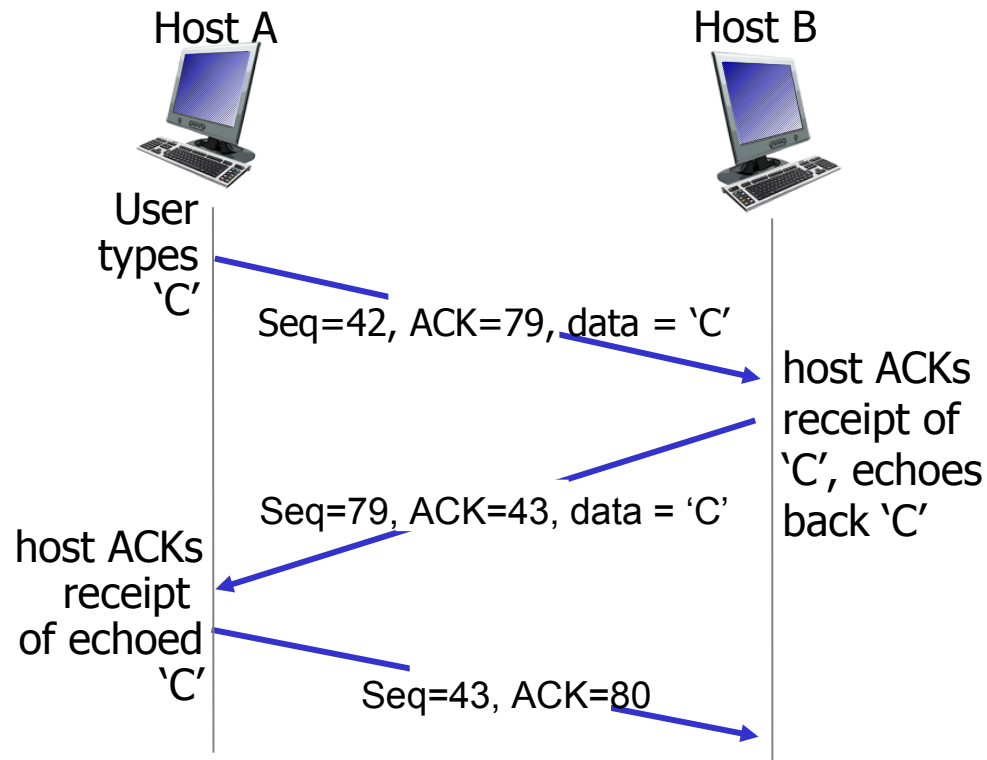 Host A
Host B
User
types
‘C’
Seq=42, ACK=79, data = ‘C’
host ACKs
receipt of
‘C’, echoes
back ‘C’
Seq=79, ACK=43, data = ‘C’
host ACKs
receipt
of echoed
‘C’
Seq=43, ACK=80